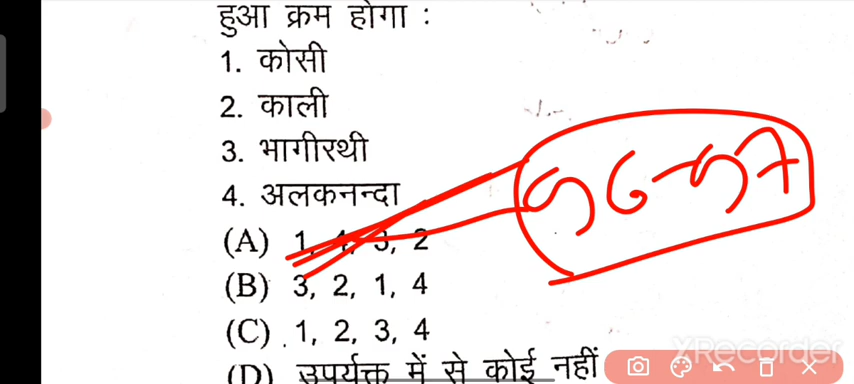 हुआ क्रम होगा :
1. कोसी
2. काली
3. भागीरथी
4. अलकनन्दा
(A) 1, 4, 3, 2
(B) 3, 2, 1, 4
(C) 1, 2, 3, 4
(D) उपर्यक्त में से कोई नहीं
XRecorder